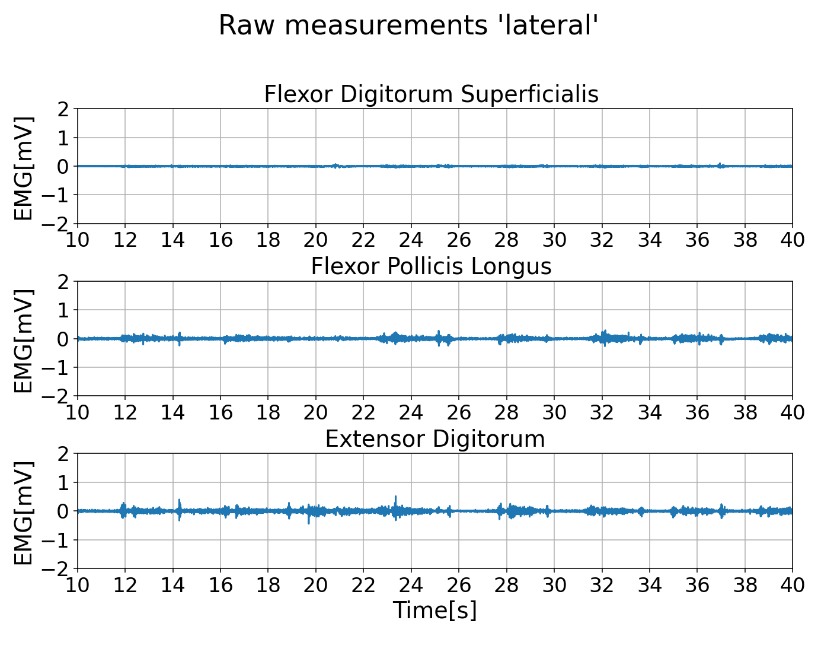 Raw measurements 'lateral'
Flexor Digitorum Superficialis
EMG[mV]
2
1
0
−1
−2
10 12 14 16 18 20 22 24 26 28 30 32 34 36 38 40
Flexor Pollicis Longus
EMG[mV]
2
1
0
−1
−2
10 12 14 16 18 20 22 24 26 28 30 32 34 36 38 40
Extensor Digitorum
EMG[mV]
2
1
0
−1
−2
10 12 14 16 18 20 22 24 26 28 30 32 34 36 38 40
Time[s]